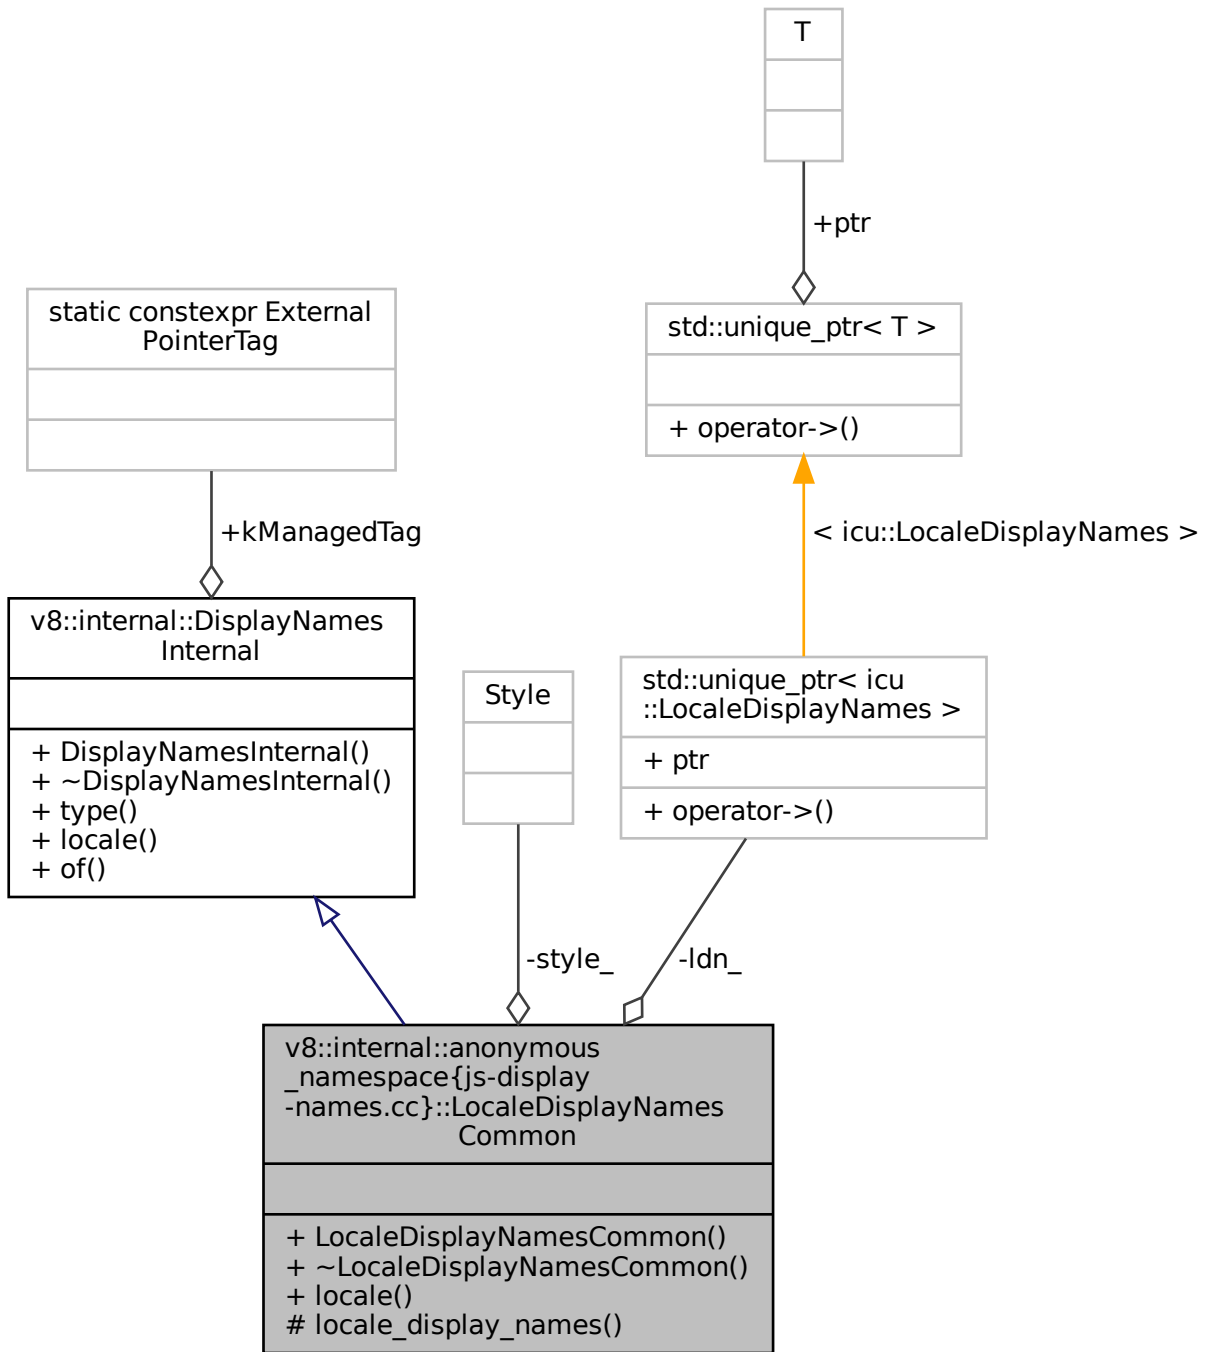 T
+ptr
static constexpr External
PointerTag
std::unique_ptr< T >
+ operator->()
+kManagedTag
< icu::LocaleDisplayNames >
v8::internal::DisplayNames
Internal
+ DisplayNamesInternal()
+ ~DisplayNamesInternal()
+ type()
+ locale()
+ of()
Style
std::unique_ptr< icu
::LocaleDisplayNames >
+ ptr
+ operator->()
-style_
-ldn_
v8::internal::anonymous
_namespace{js-display
-names.cc}::LocaleDisplayNames
Common
+ LocaleDisplayNamesCommon()
+ ~LocaleDisplayNamesCommon()
+ locale()
# locale_display_names()